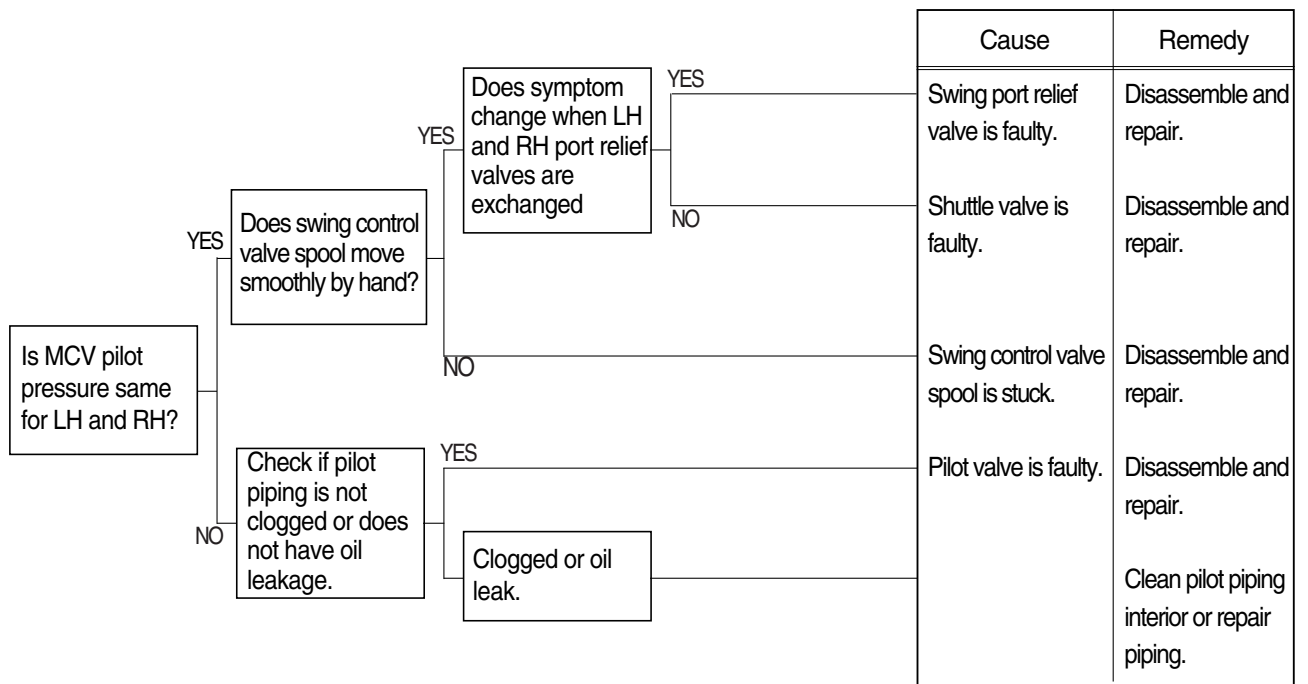 Cause
Remedy
Is MCV pilot
pressure same
for LH and RH?
YES
Does swing control
valve spool move
smoothly by hand?
YES
Does symptom
change when LH
and RH port relief
valves are
exchanged
YES
Swing port relief
valve is faulty.
Disassemble and
repair.
NO
Shuttle valve is
faulty.
Disassemble and
repair.
NO
Swing control valve
spool is stuck.
Disassemble and
repair.
NO
Check if pilot
piping is not
clogged or does
not have oil
leakage.
YES
Pilot valve is faulty.
Disassemble and
repair.
Clogged or oil
leak.
Clean pilot piping
interior or repair
piping.